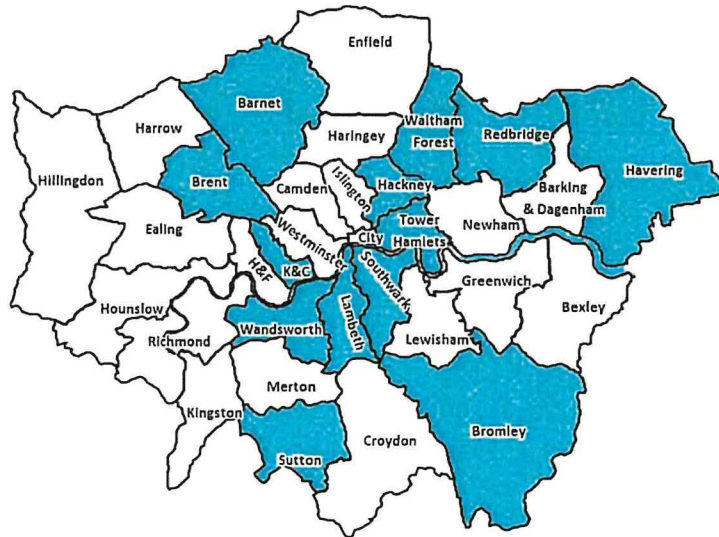 Enfield
Barnet
Harrow
Haringey
Waltham
Forest
Redbridge
Havering
Hillingdon
Brent
Camden
Islington
Hackney
Barking
& Dagenham
Ealing
Westminster
City
Tower
Hamlets
Newham
H&F
K&C
Southwark
Greenwich
Bexley
Hounslow
Richmond
Wandsworth
Lambeth
Lewisham
Merton
Kingston
Sutton
Croydon
Bromley